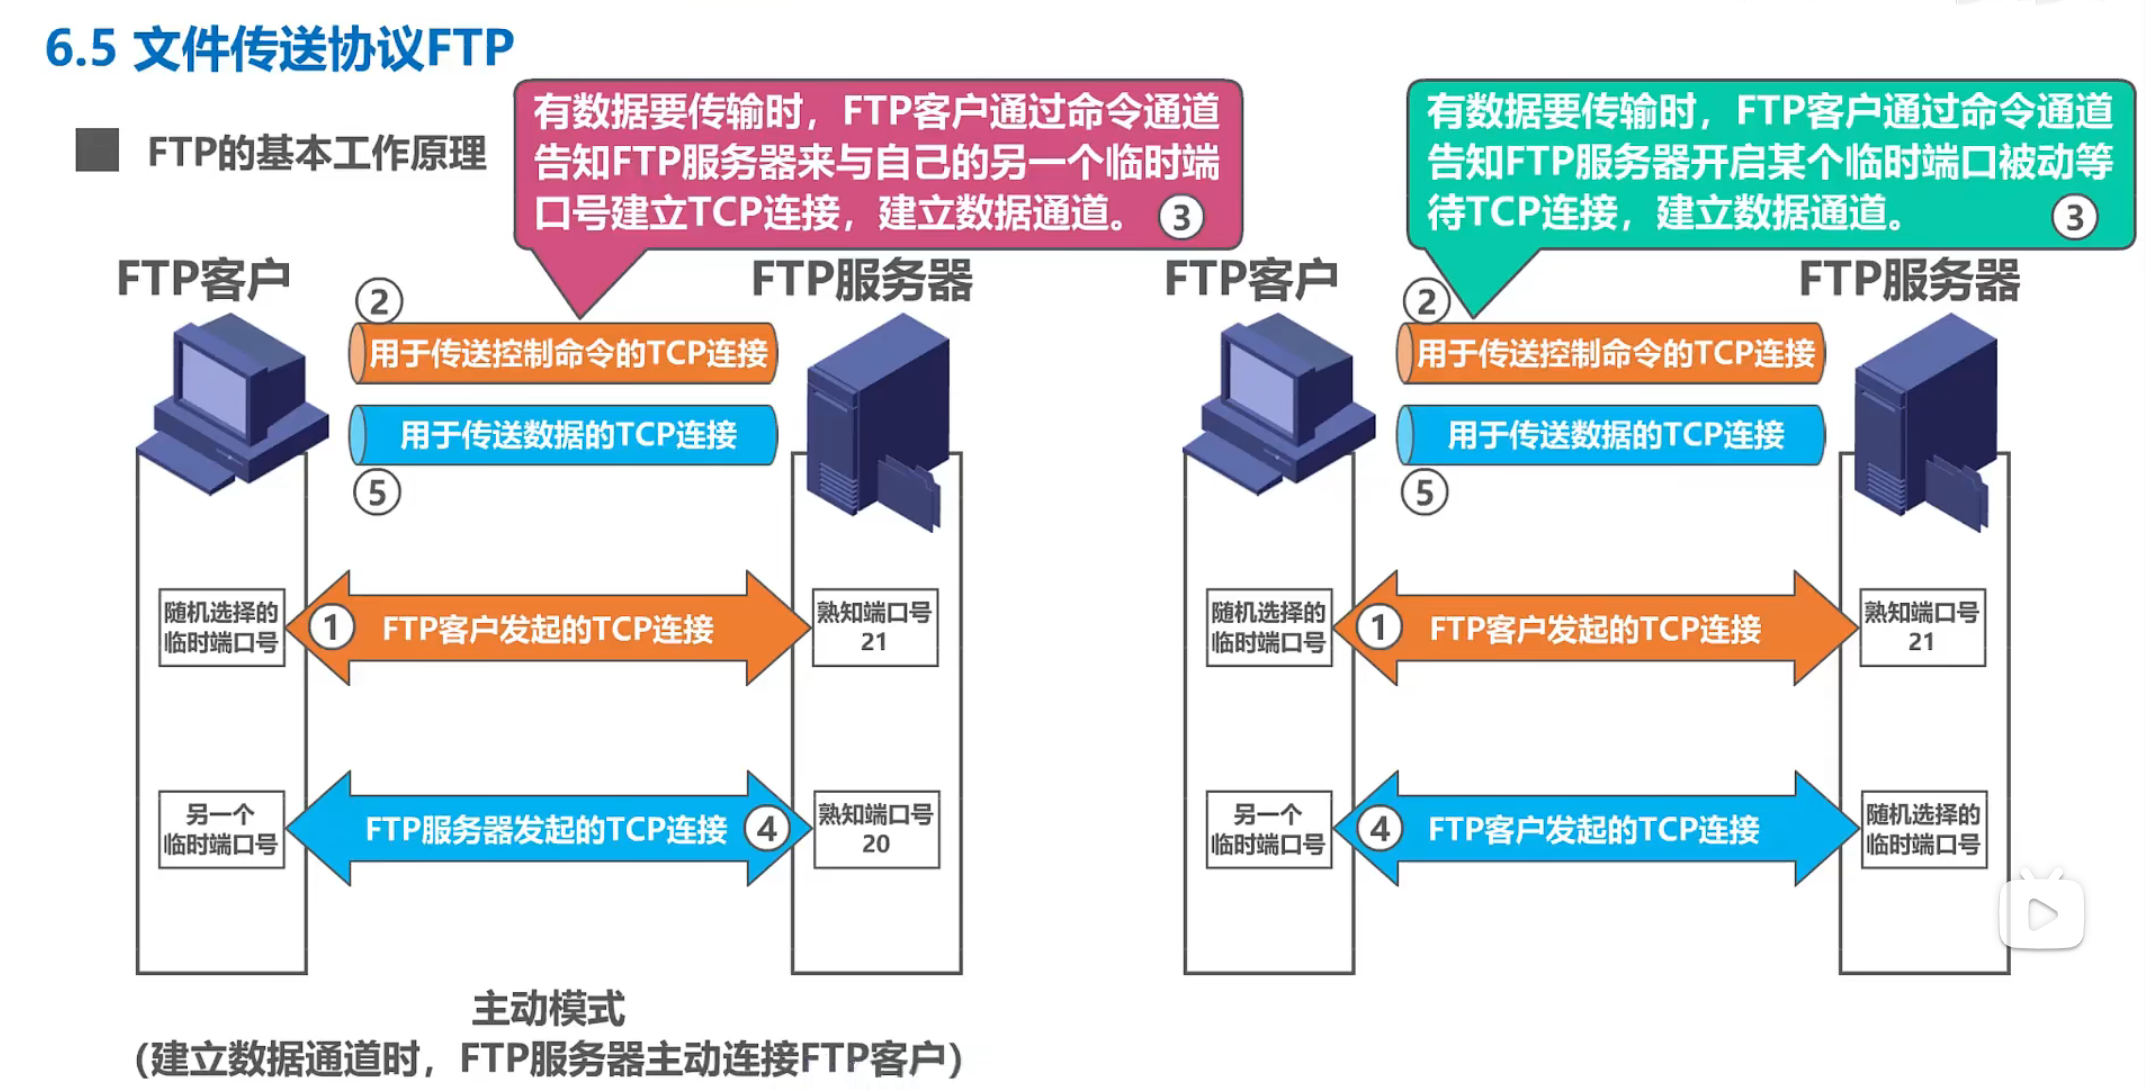 6.5 文件传送协议FTP
FTP的基本工作原理
有数据要传输时，FTP客户通过命令通道
告知FTP服务器来与自己的另一个临时端
口号建立TCP连接，建立数据通道。 ③
FTP客户
FTP服务器
②
用于传送控制命令的TCP连接
用于传送数据的TCP连接
⑤
随机选择的
临时端口号
① FTP客户发起的TCP连接
熟知端口号
21
另一个
临时端口号
FTP服务器发起的TCP连接 ④
熟知端口号
20
主动模式
(建立数据通道时，FTP服务器主动连接FTP客户)
有数据要传输时，FTP客户通过命令通道
告知FTP服务器开启某个临时端口被动等
待TCP连接，建立数据通道。 ③
FTP客户
FTP服务器
②
用于传送控制命令的TCP连接
用于传送数据的TCP连接
⑤
随机选择的
临时端口号
① FTP客户发起的TCP连接
熟知端口号
21
另一个
临时端口号
④ FTP客户发起的TCP连接
随机选择的
临时端口号